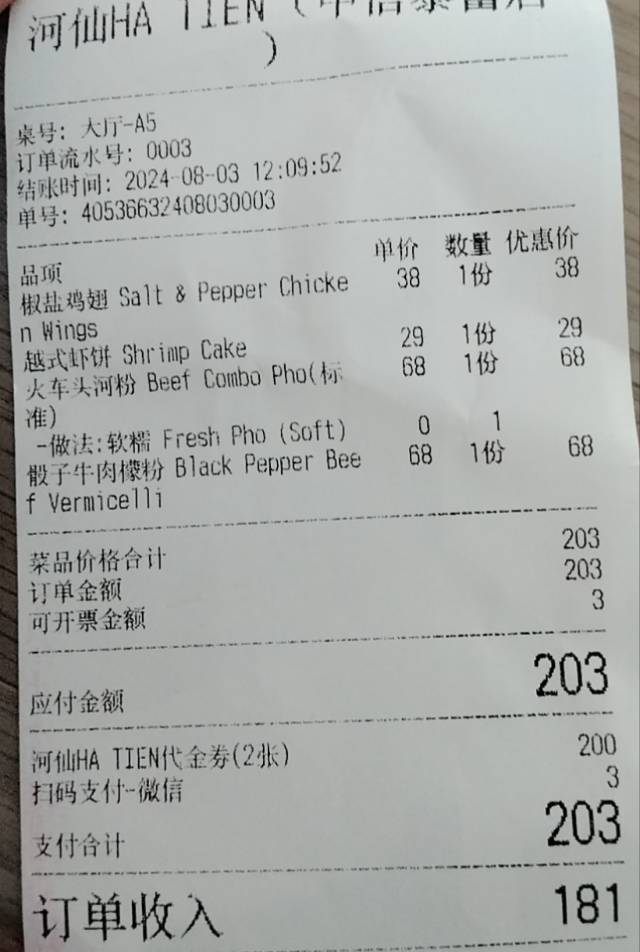 河仙HA TIEN (中信泰富店
)
桌号: 大厅-A5
订单流水号: 0003
结账时间: 2024-08-03 12:09:52
单号: 40536632408030003
品项 单价 数量 优惠价
椒盐鸡翅 Salt & Pepper Chicke 38 1份 38
n Wings
越式虾饼 Shrimp Cake 29 1份 29
火车头河粉 Beef Combo Pho(标 68 1份 68
准)
-做法:软糯 Fresh Pho (Soft) 0 1
骰子牛肉檬粉 Black Pepper Bee 68 1份 68
f Vermicelli
菜品价格合计 203
订单金额 203
可开票金额 3
应付金额 203
河仙HA TIEN代金券(2张) 200
扫码支付-微信 3
支付合计 203
订单收入 181